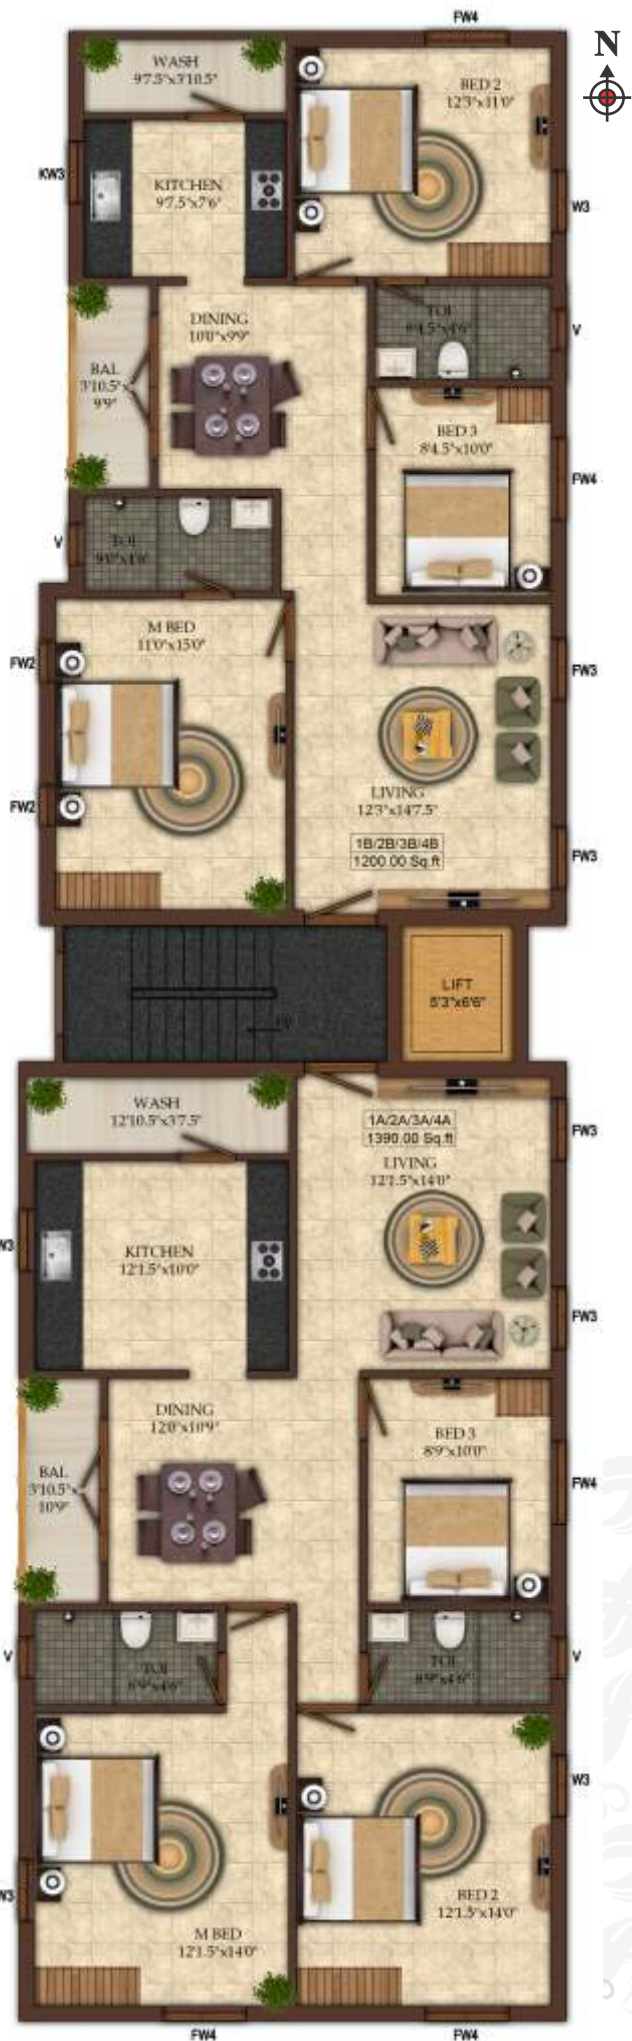 FW4
N
WASH
9'7.5"x3'10.5"
BED 2
12'3"x11'0"
KW3
KITCHEN
9'7.5"x7'6"
W3
DINING
10'0"x9'9"
TOI
8'4.5"x4'6"
V
BAL
3'10.5"x
9'9"
BED 3
8'4.5"x10'0"
FW4
V
TOI
9'0"x4'6"
M BED
11'0"x15'0"
FW2
FW3
LIVING
12'3"x14'7.5"
FW2
1B/2B/3B/4B
1200.00 Sq.ft
FW3
LIFT
5'3"x6'6"
WASH
12'10.5"x3'7.5"
1A/2A/3A/4A
1390.00 Sq.ft
FW3
LIVING
12'1.5"x14'0"
KITCHEN
12'1.5"x10'0"
W3
FW3
DINING
12'0"x10'9"
BED 3
8'9"x10'0"
BAL
3'10.5"x
10'9"
FW4
V
TOI
8'9"x4'6"
TOI
8'9"x4'6"
V
W3
W3
BED 2
12'1.5"x14'0"
M BED
12'1.5"x14'0"
FW4
FW4